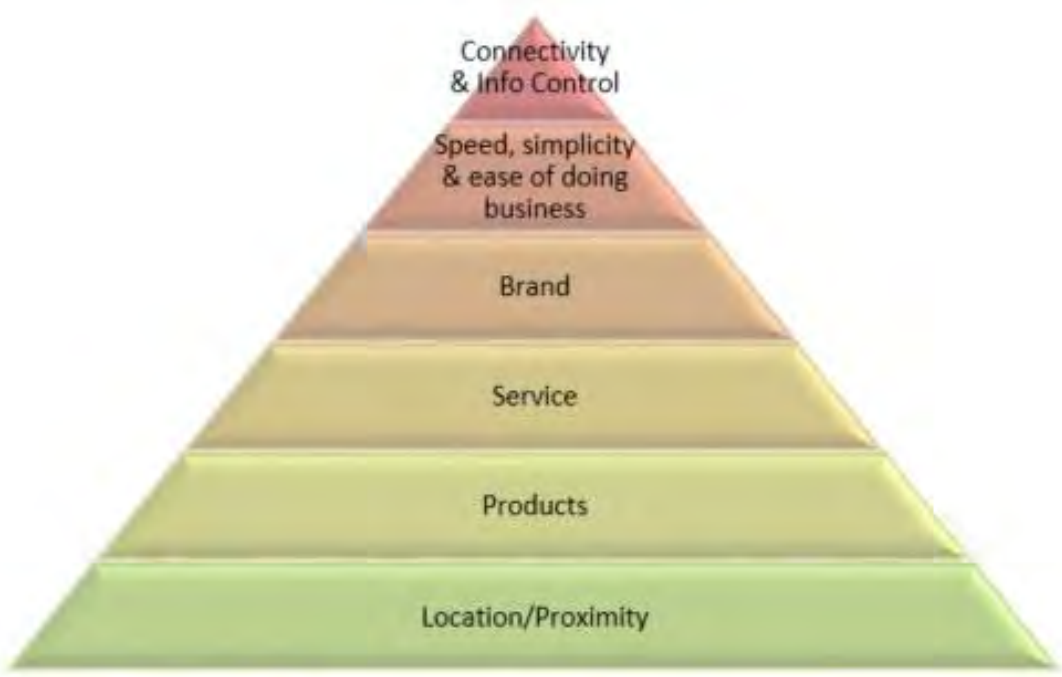 Connectivity
& Info Control
Speed, simplicity
& ease of doing
business
Brand
Service
Products
Location/Proximity